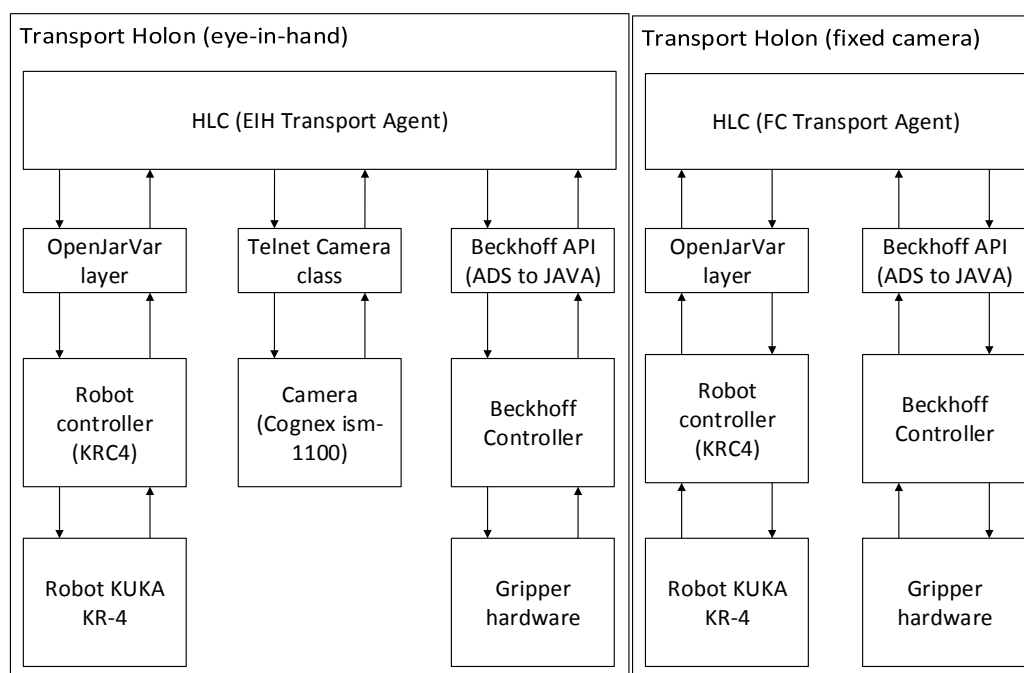 Transport Holon (eye-in-hand)
HLC (EIH Transport Agent)
OpenJarVar
layer
Telnet Camera
class
Beckhoff API
(ADS to JAVA)
Robot
controller
(KRC4)
Camera
(Cognex ism-
1100)
Beckhoff
Controller
Robot KUKA
KR-4
Gripper
hardware
Transport Holon (fixed camera)
HLC (FC Transport Agent)
OpenJarVar
layer
Beckhoff API
(ADS to JAVA)
Robot
controller
(KRC4)
Beckhoff
Controller
Robot KUKA
KR-4
Gripper
hardware